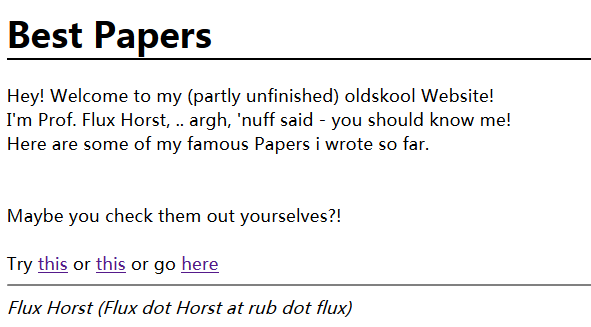 Best Papers
Hey! Welcome to my (partly unfinished) oldskool Website!
I'm Prof. Flux Horst, .. argh, 'nuff said - you should know me!
Here are some of my famous Papers i wrote so far.
Maybe you check them out yourselves?!
Try this or this or go here
Flux Horst (Flux dot Horst at rub dot flux)